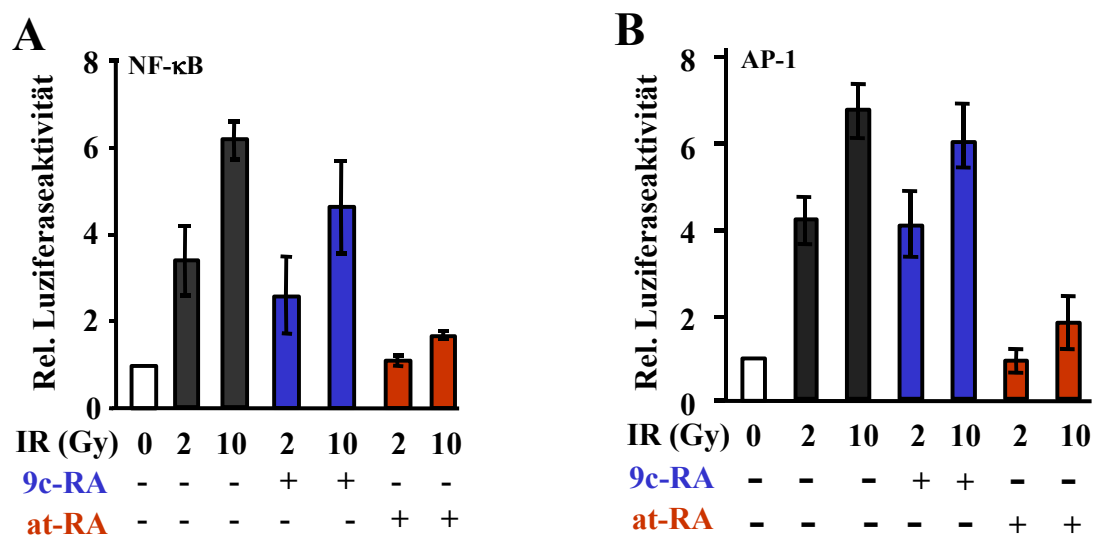 A
NF-κB
Rel. Luziferaseaktivität
8
6
4
2
0
IR (Gy) 0 2 10 2 10 2 10
9c-RA - - - + + - -
at-RA - - - - - + +
B
AP-1
Rel. Luziferaseaktivität
8
6
4
2
0
IR (Gy) 0 2 10 2 10 2 10
9c-RA - - - + + - -
at-RA - - - - - + +